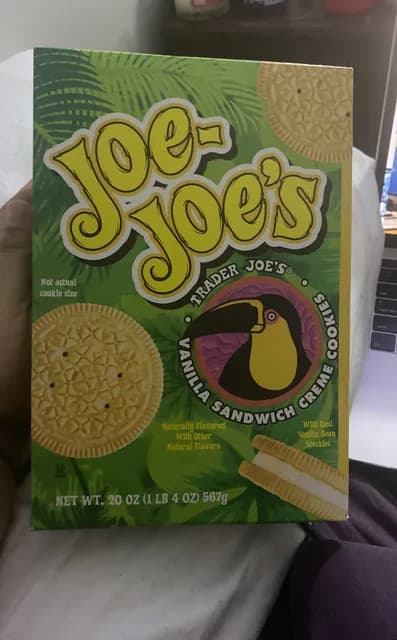 Joe-
Joe's
TRADER JOE'S®
VANILLA SANDWICH CREME COOKIES
Not actual
cookie size
Naturally Flavored
With Other
Natural Flavors
With Real
Vanilla Bean
Speckles
NET WT. 20 OZ (1 LB 4 OZ) 567g